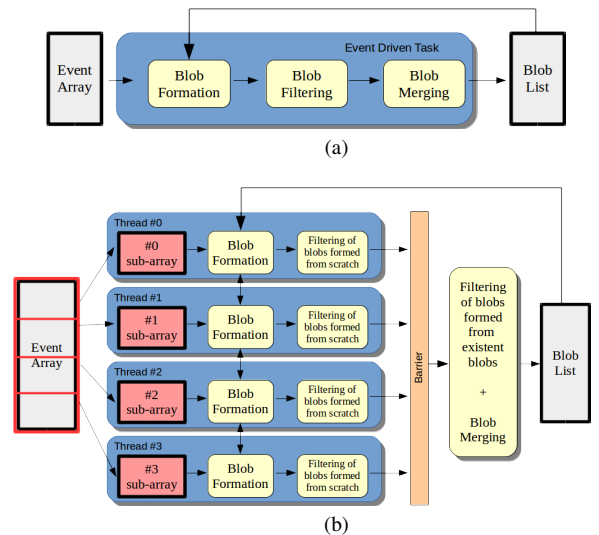 Event Driven Task
Event
Array
Blob
Formation
Blob
Filtering
Blob
Merging
Blob
List
(a)
Thread #0
#0
sub-array
Blob
Formation
Filtering of
blobs formed
from scratch
Thread #1
#1
sub-array
Blob
Formation
Filtering of
blobs formed
from scratch
Thread #2
#2
sub-array
Blob
Formation
Filtering of
blobs formed
from scratch
Thread #3
#3
sub-array
Blob
Formation
Filtering of
blobs formed
from scratch
Event
Array
Barrier
Filtering
of blobs
formed
from
existent
blobs
+
Blob
Merging
Blob
List
(b)